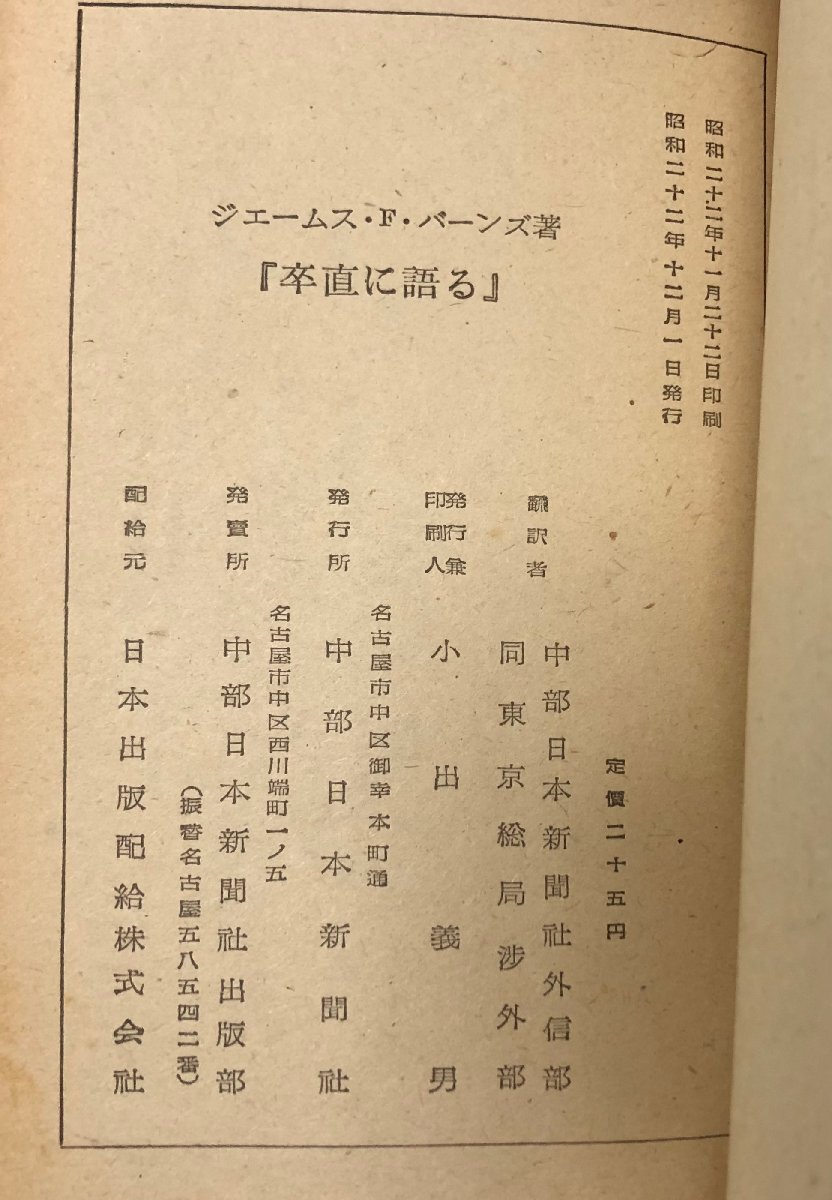 ジエームス・F・バーンズ著
『卒直に語る』
昭和二十二年十一月二十二日印刷
昭和二十二年十二月一日発行
定價二十五円
翻訳者
中部日本新聞社外信部
同東京総局渉外部
発行兼
印刷人
小出義男
名古屋市中区御幸本町通
発行所
中部日本新聞社
名古屋市中区西川端町一ノ五
発賣所
中部日本新聞社出版部
(振替名古屋五八五四二番)
配給元
日本出版配給株式会社